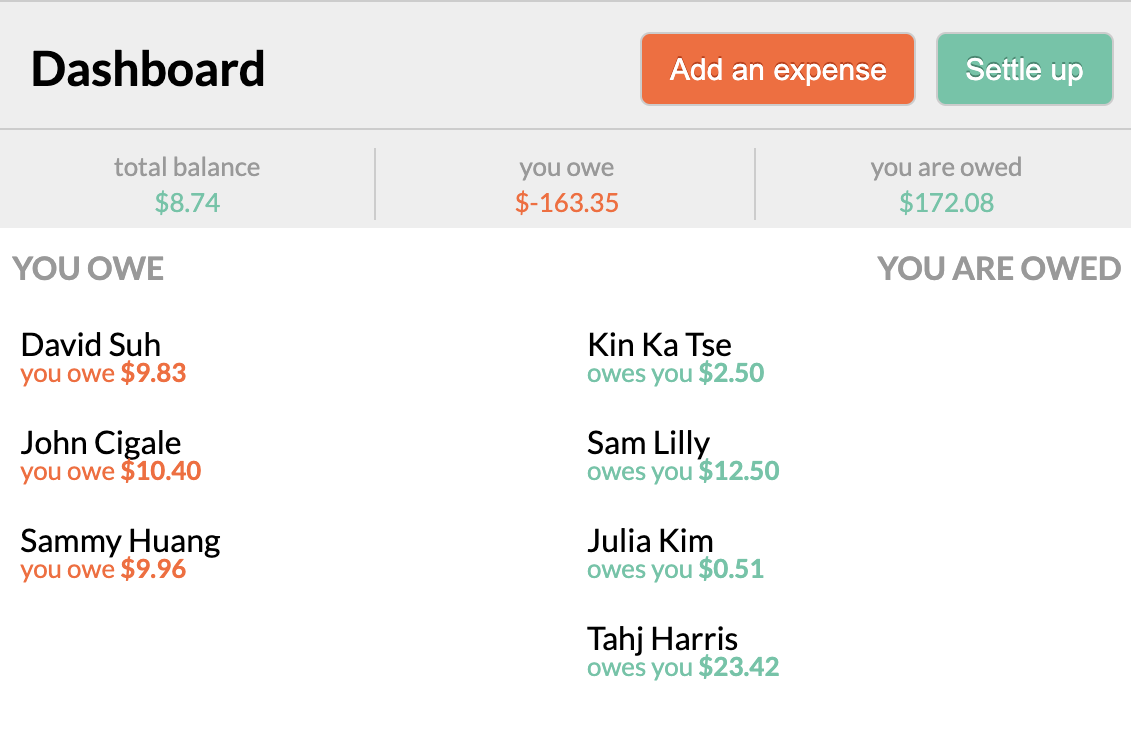 Dashboard
Add an expense
Settle up
total balance
$8.74
you owe
$-163.35
you are owed
$172.08
YOU OWE
YOU ARE OWED
David Suh
you owe $9.83
John Cigale
you owe $10.40
Sammy Huang
you owe $9.96
Kin Ka Tse
owes you $2.50
Sam Lilly
owes you $12.50
Julia Kim
owes you $0.51
Tahj Harris
owes you $23.42